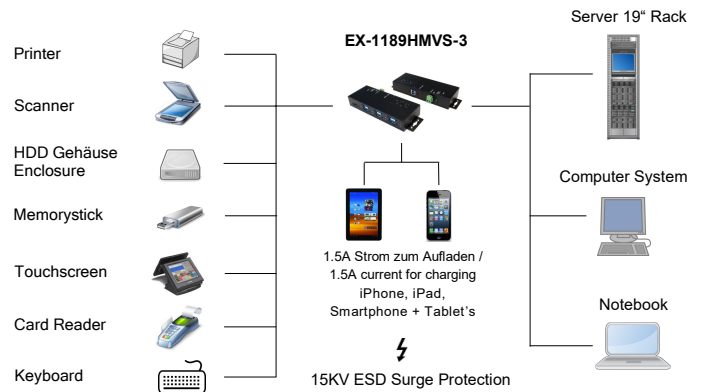 Server 19“ Rack
EX-1189HMVS-3
Printer
Scanner
HDD Gehäuse
Enclosure
Memorystick
Touchscreen
Card Reader
Keyboard
Computer System
Notebook
1.5A Strom zum Aufladen /
1.5A current for charging
iPhone, iPad,
Smartphone + Tablet's
15KV ESD Surge Protection